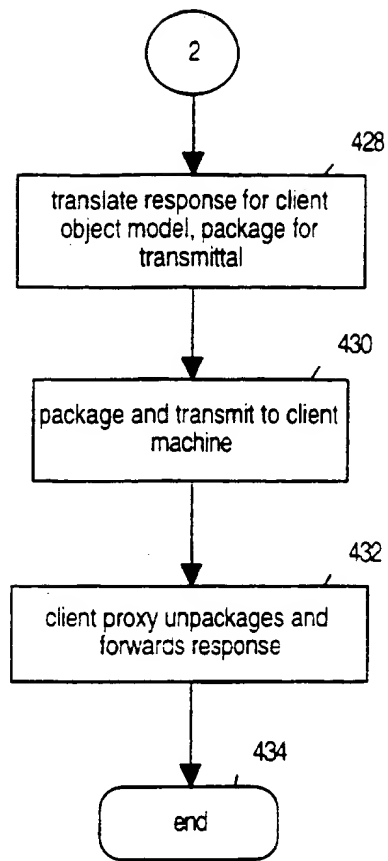 2
428
translate response for client
object model, package for
transmittal
430
package and transmit to client
machine
432
client proxy unpackages and
forwards response
434
end